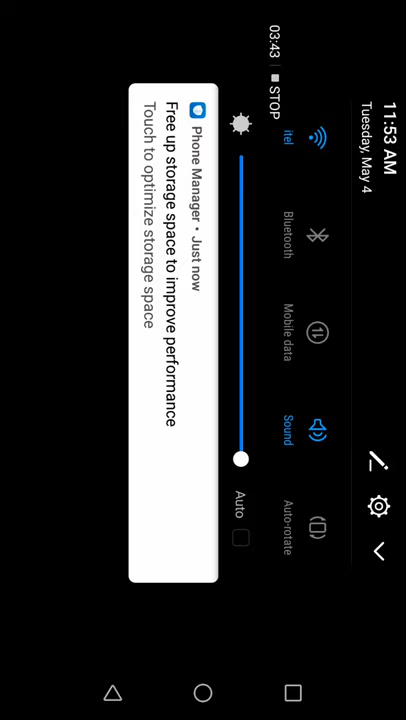 11:53 AM
Tuesday, May 4
itel
Bluetooth
Mobile data
Sound
Auto-rotate
03:43
STOP
Auto
Phone Manager • Just now
Free up storage space to improve performance
Touch to optimize storage space